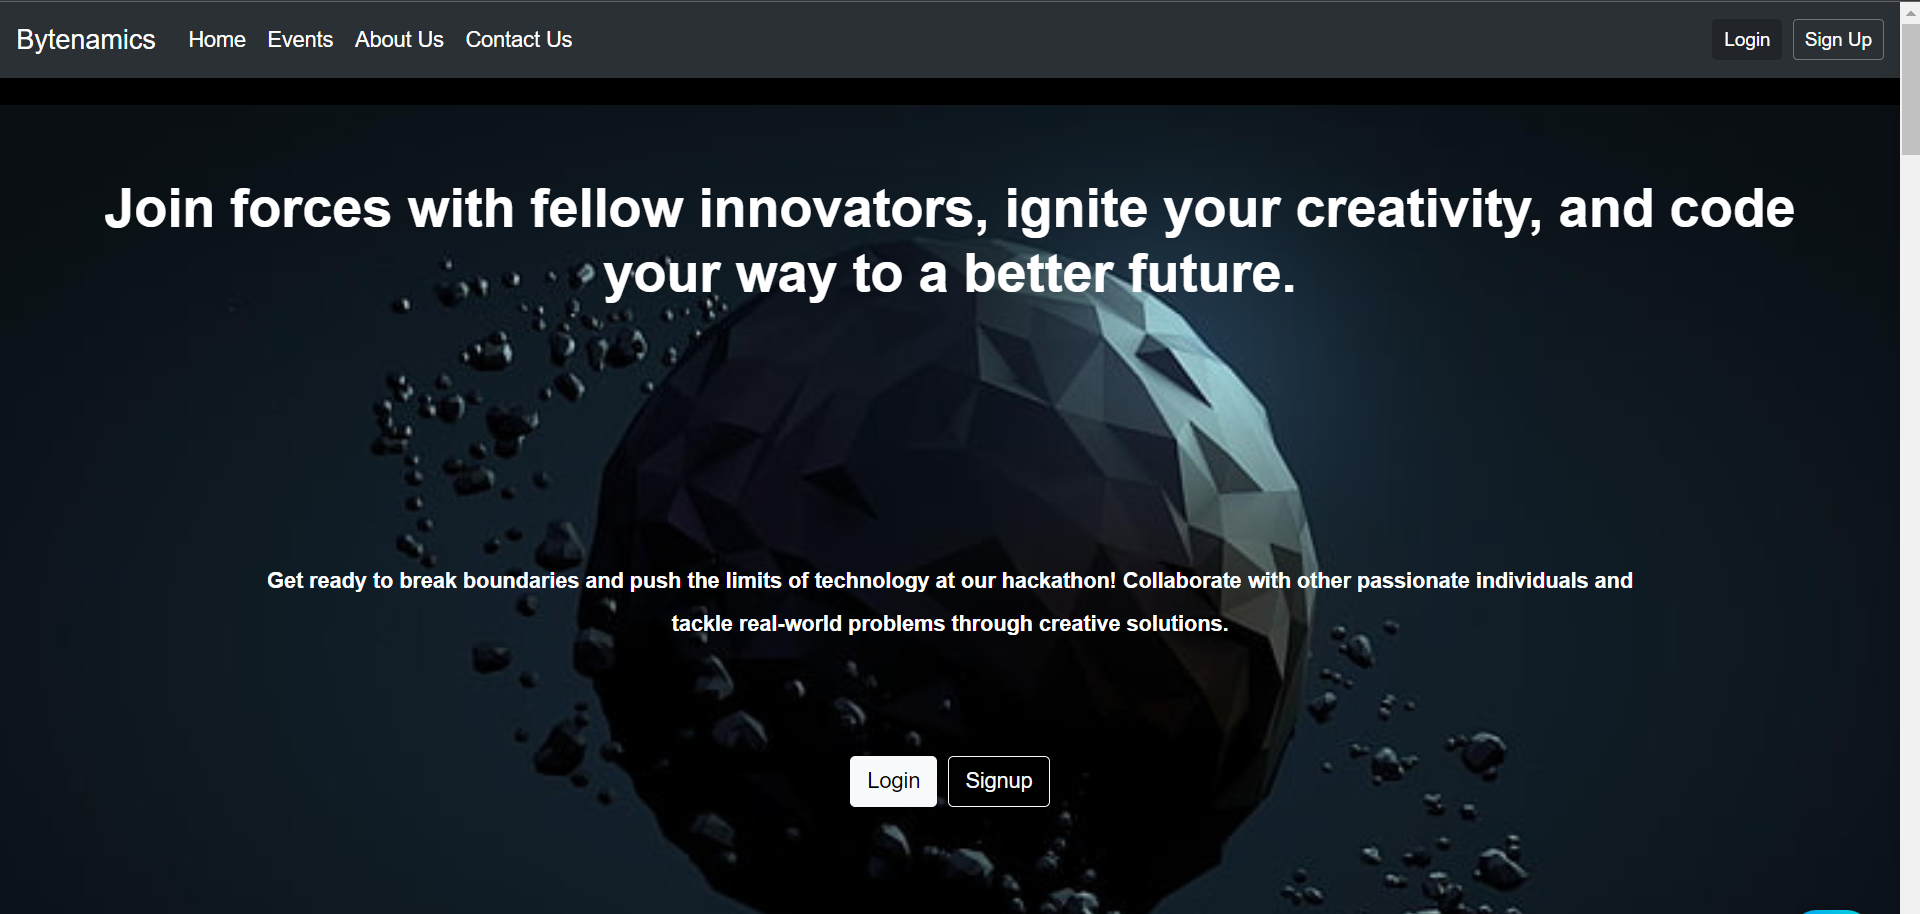 Bytenamics Home Events About Us Contact Us Login Sign Up
Join forces with fellow innovators, ignite your creativity, and code
your way to a better future.
Get ready to break boundaries and push the limits of technology at our hackathon! Collaborate with other passionate individuals and
tackle real-world problems through creative solutions.
Login Signup